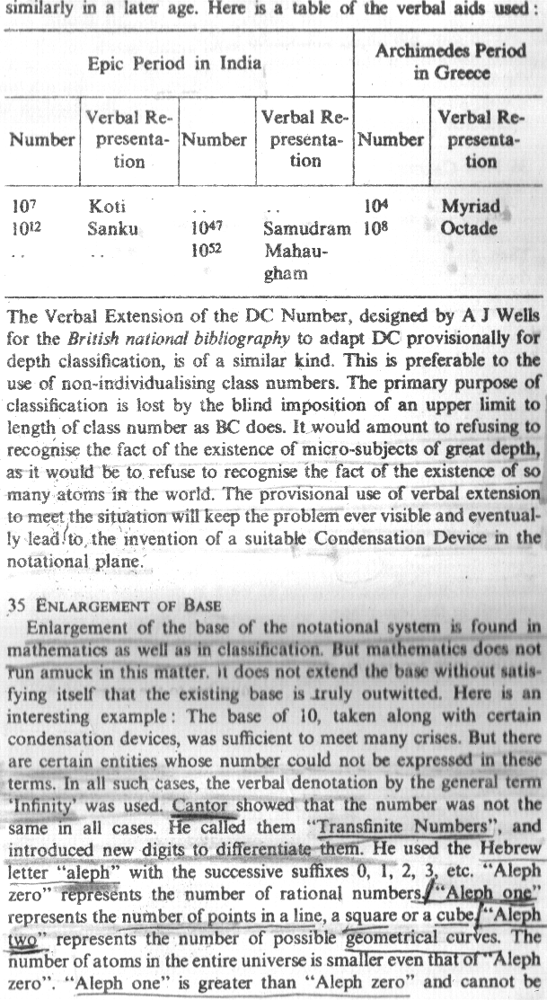 similarly in a later age. Here is a table of the verbal aids used :
Epic Period in India
Archimedes Period
in Greece
Number
Verbal Re-
presenta-
tion
Number
Verbal Re-
presenta-
tion
Number
Verbal Re-
presenta-
tion
10⁷ Koti .. .. 10⁴ Myriad
10¹² Sanku 10⁴⁷ Samudram 10⁸ Octade
.. .. 10⁵² Mahau-
gham
The Verbal Extension of the DC Number, designed by A J Wells
for the British national bibliography to adapt DC provisionally for
depth classification, is of a similar kind. This is preferable to the
use of non-individualising class numbers. The primary purpose of
classification is lost by the blind imposition of an upper limit to
length of class number as BC does. It would amount to refusing to
recognise the fact of the existence of micro-subjects of great depth,
as it would be to refuse to recognise the fact of the existence of so
many atoms in the world. The provisional use of verbal extension
to meet the situation will keep the problem ever visible and eventual-
ly lead to the invention of a suitable Condensation Device in the
notational plane.
35 ENLARGEMENT OF BASE
Enlargement of the base of the notational system is found in
mathematics as well as in classification. But mathematics does not
run amuck in this matter. It does not extend the base without satis-
fying itself that the existing base is truly outwitted. Here is an
interesting example : The base of 10, taken along with certain
condensation devices, was sufficient to meet many crises. But there
are certain entities whose number could not be expressed in these
terms. In all such cases, the verbal denotation by the general term
'Infinity' was used. Cantor showed that the number was not the
same in all cases. He called them "Transfinite Numbers", and
introduced new digits to differentiate them. He used the Hebrew
letter "aleph" with the successive suffixes 0, 1, 2, 3, etc. "Aleph
zero" represents the number of rational numbers. "Aleph one"
represents the number of points in a line, a square or a cube. "Aleph
two" represents the number of possible geometrical curves. The
number of atoms in the entire universe is smaller even that of "Aleph
zero". "Aleph one" is greater than "Aleph zero" and cannot be